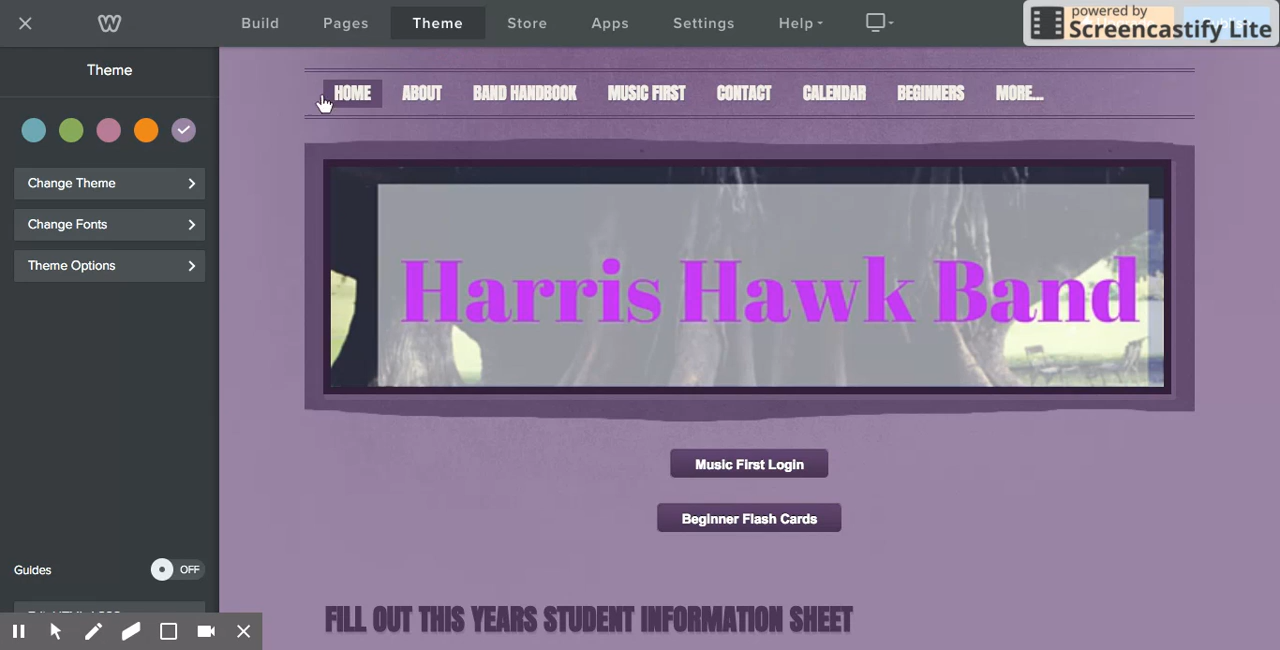 Build Pages Theme Store Apps Settings Help
powered by
Screencastify Lite
Theme
HOME ABOUT BAND HANDBOOK MUSIC FIRST CONTACT CALENDAR BEGINNERS MORE...
Change Theme
Change Fonts
Theme Options
Harris Hawk Band
Music First Login
Beginner Flash Cards
Guides OFF
FILL OUT THIS YEARS STUDENT INFORMATION SHEET